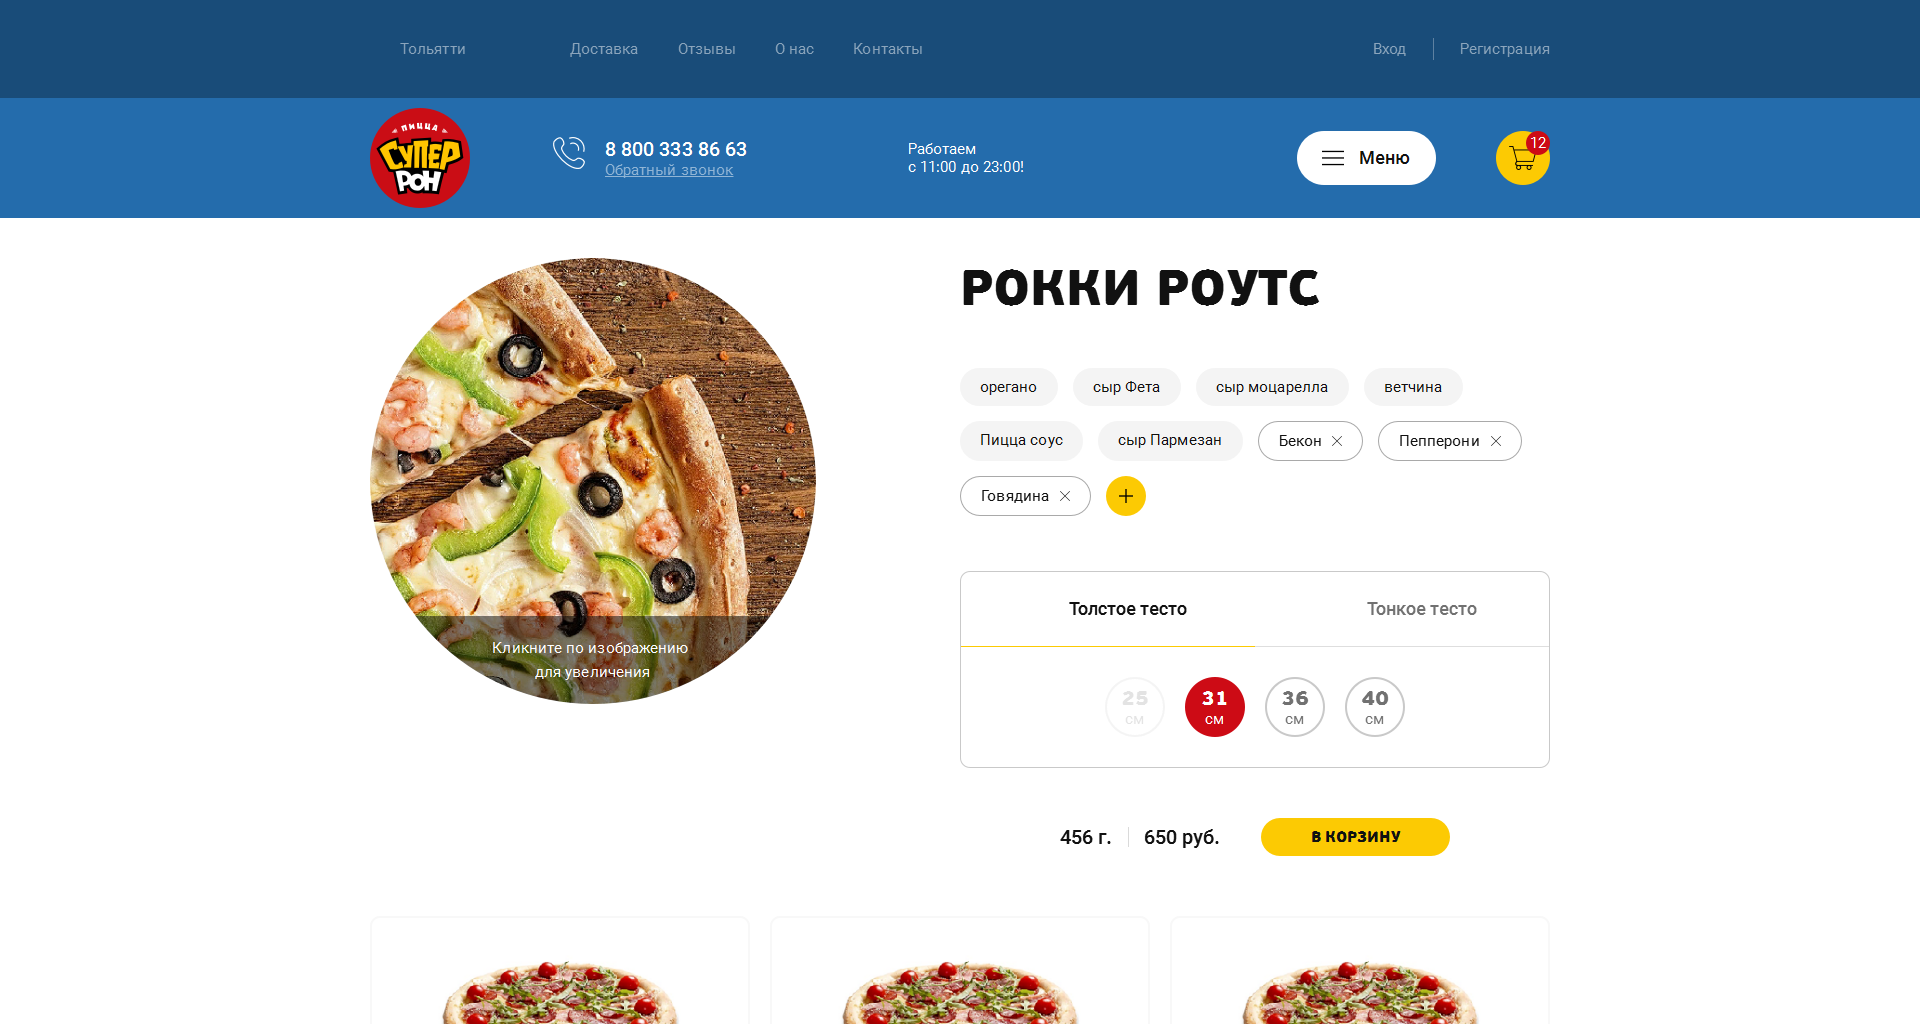 Тольятти
Доставка
Отзывы
О нас
Контакты
Вход
Регистрация
ПИЦЦА
СУПЕР
РОН
8 800 333 86 63
Обратный звонок
Работаем
с 11:00 до 23:00!
Меню
12
РОККИ РОУТС
орегано
сыр Фета
сыр моцарелла
ветчина
Пицца соус
сыр Пармезан
Бекон
Пепперони
Говядина
Кликните по изображению
для увеличения
Толстое тесто
Тонкое тесто
25
см
31
см
36
см
40
см
456 г.
650 руб.
В КОРЗИНУ